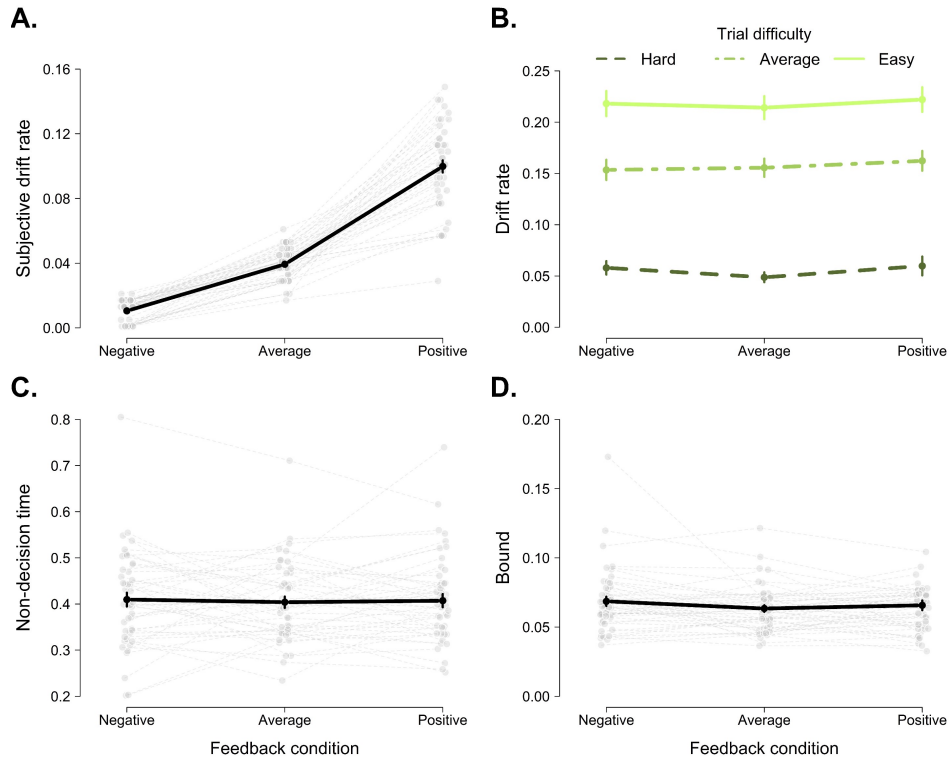 A.
Subjective drift rate
0.16
0.12
0.08
0.04
0.00
Negative Average Positive
B.
Trial difficulty
Hard Average Easy
Drift rate
0.25
0.20
0.15
0.10
0.05
0.00
Negative Average Positive
C.
Non-decision time
0.8
0.7
0.6
0.5
0.4
0.3
0.2
Negative Average Positive
Feedback condition
D.
Bound
0.20
0.15
0.10
0.05
0.00
Negative Average Positive
Feedback condition